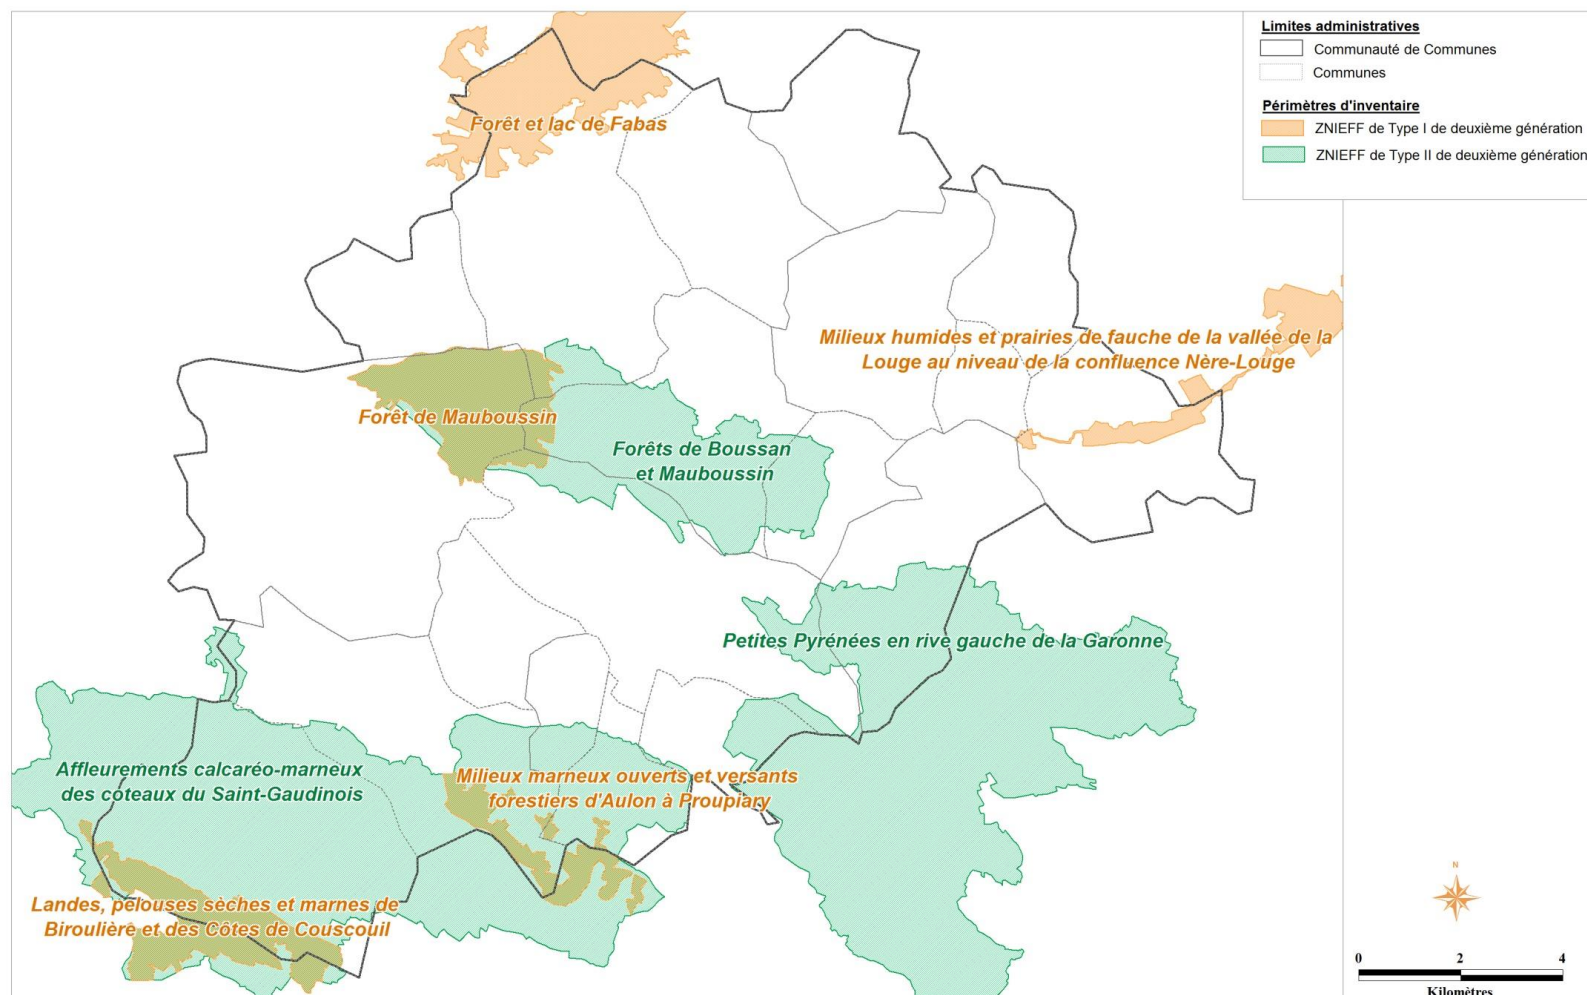 Limites administratives
Communauté de Communes
Communes
Périmètres d'inventaire
ZNIEFF de Type I de deuxième génération
ZNIEFF de Type II de deuxième génération
Forêt et lac de Fabas
Milieux humides et prairies de fauche de la vallée de la
Louge au niveau de la confluence Nère-Louge
Forêt de Mauboussin
Forêts de Boussan
et Mauboussin
Petites Pyrénées en rive gauche de la Garonne
Affleurements calcaréo-marneux
des côteaux du Saint-Gaudinois
Milieux marneux ouverts et versants
forestiers d'Aulon à Proupiary
Landes, pelouses sèches et marnes de
Biroulière et des Côtes de Couscouil
N
0 2 4
Kilomètres